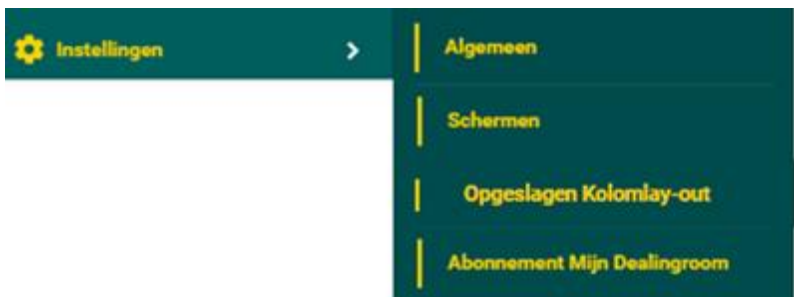 Instellingen
Algemeen
Schermen
Opgeslagen Kolomlay-out
Abonnement Mijn Dealingroom